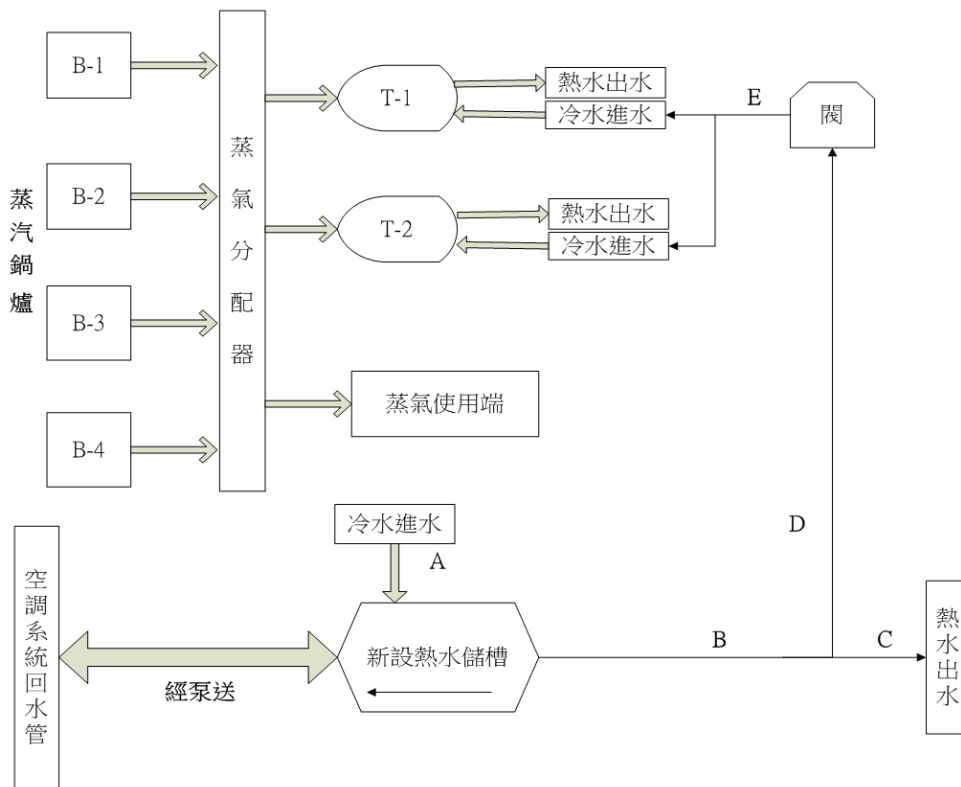 B-1
B-2
B-3
B-4
蒸汽鍋爐
蒸氣分配器
T-1
熱水出水
冷水進水
T-2
熱水出水
冷水進水
E
閥
蒸氣使用端
D
冷水進水
A
空調系統回水管
經泵送
新設熱水儲槽
B
C
熱水出水